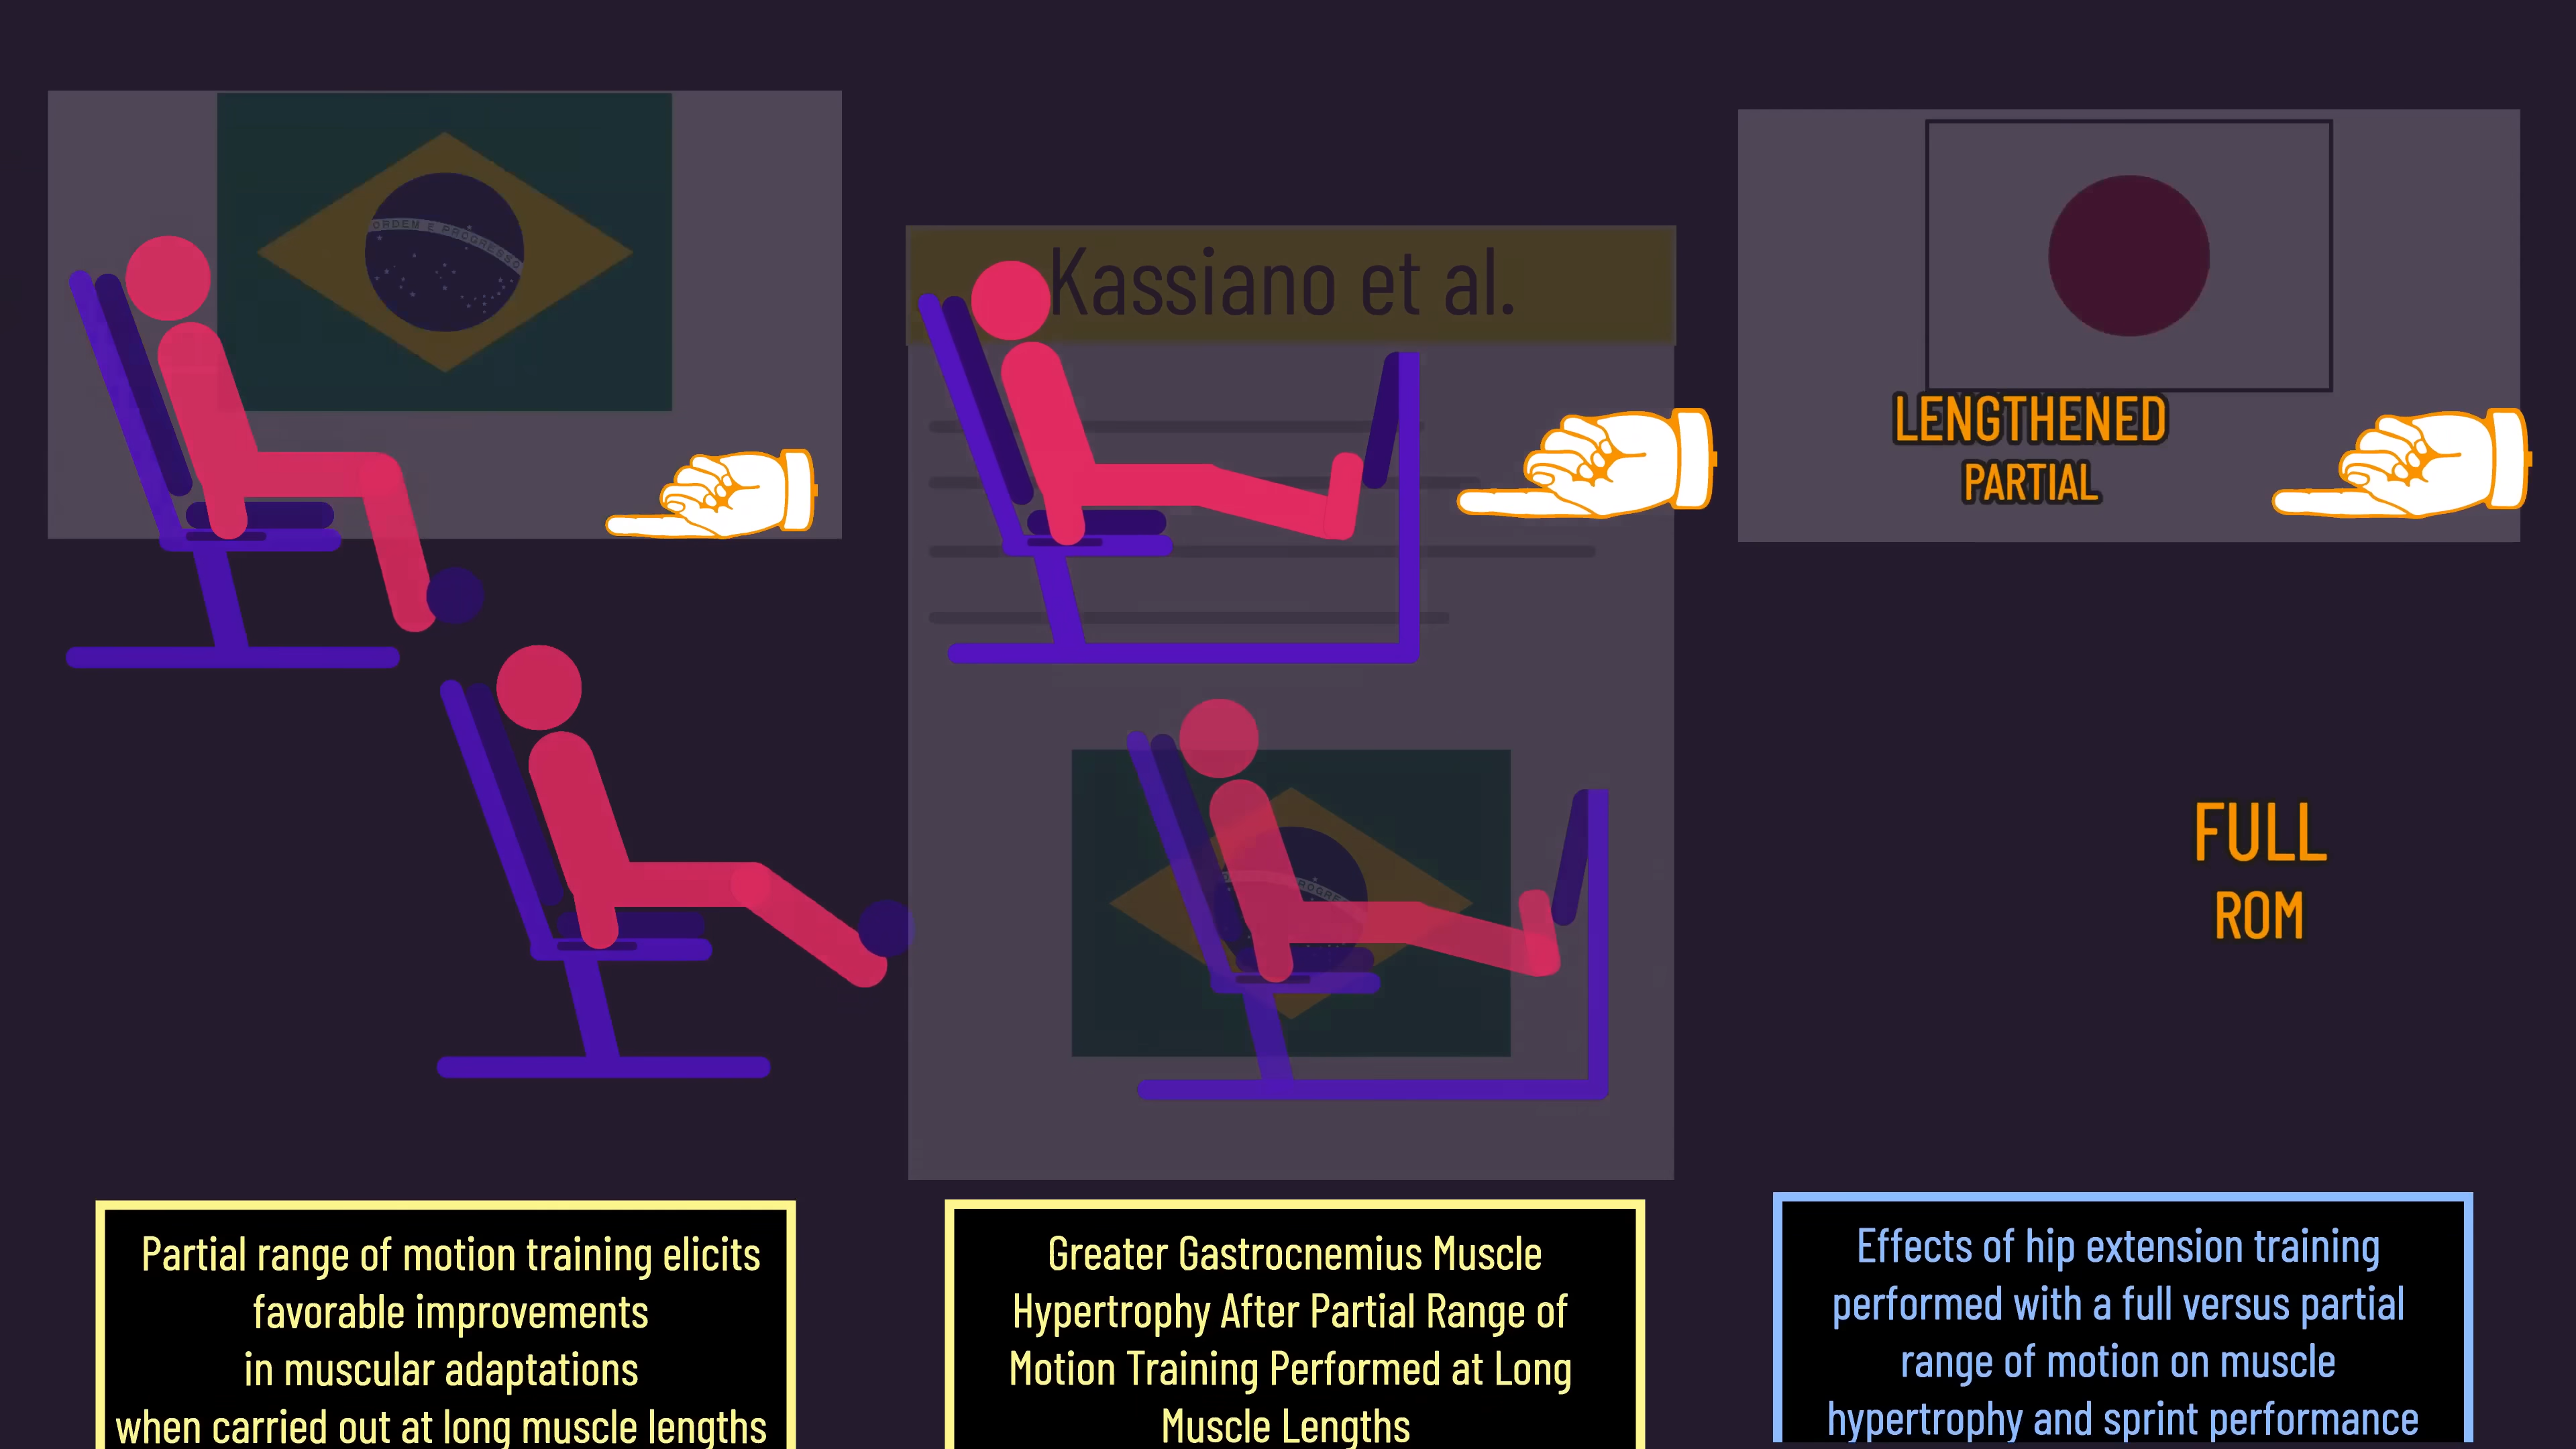 ORDEM E PROGRESSO
Kassiano et al.
LENGTHENED
PARTIAL
FULL
ROM
Partial range of motion training elicits
favorable improvements
in muscular adaptations
when carried out at long muscle lengths
Greater Gastrocnemius Muscle
Hypertrophy After Partial Range of
Motion Training Performed at Long
Muscle Lengths
Effects of hip extension training
performed with a full versus partial
range of motion on muscle
hypertrophy and sprint performance